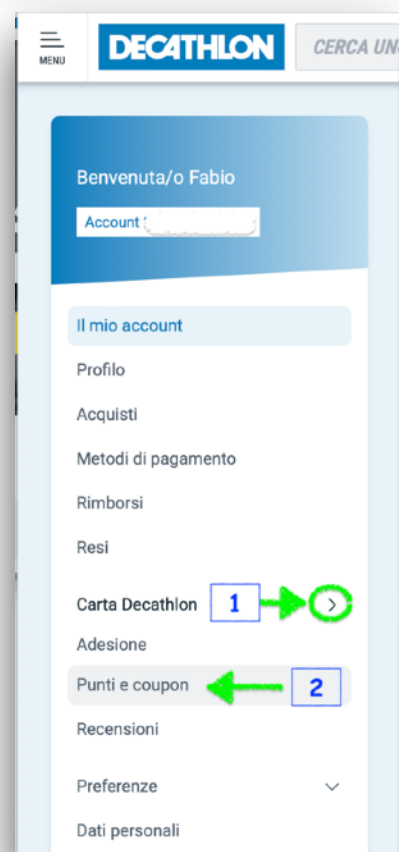 MENU
DECATHLON
CERCA UN
Benvenuta/o Fabio
Account
Il mio account
Profilo
Acquisti
Metodi di pagamento
Rimborsi
Resi
Carta Decathlon 1
Adesione
Punti e coupon 2
Recensioni
Preferenze
Dati personali